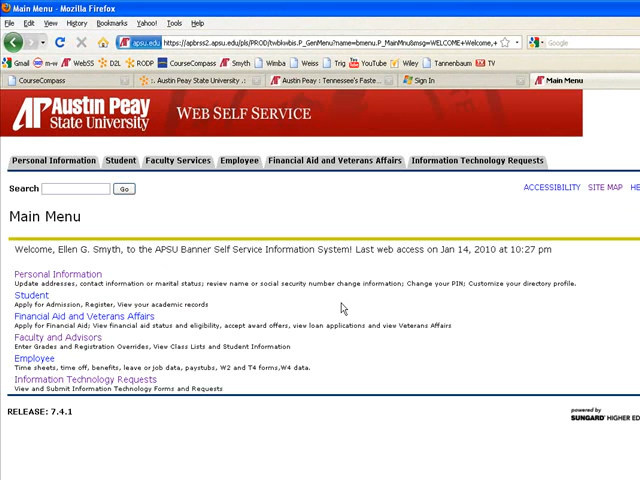 Main Menu - Mozilla Firefox
File Edit View History Bookmarks Yahoo! Tools Help
apsu.edu https://apbrss2.apsu.edu/pls/PROD/twbkwbis.P_GenMenu?name=bmenu.P_MainMnu&msg=WELCOME+Welcome,+ Google
Gmail m-w WebSS D2L RODP CourseCompass Smyth Wimba Weiss Trig YouTube Wiley Tannenbaum TV
CourseCompass :. Austin Peay State University :. Austin Peay : Tennessee's Faste... Sign In Main Menu
Austin Peay
State University
WEB SELF SERVICE
Personal Information Student Faculty Services Employee Financial Aid and Veterans Affairs Information Technology Requests
Search Go ACCESSIBILITY SITE MAP HE
Main Menu
Welcome, Ellen G. Smyth, to the APSU Banner Self Service Information System! Last web access on Jan 14, 2010 at 10:27 pm
Personal Information
Update addresses, contact information or marital status; review name or social security number change information; Change your PIN; Customize your directory profile.
Student
Apply for Admission, Register, View your academic records
Financial Aid and Veterans Affairs
Apply for Financial Aid; View financial aid status and eligibility, accept award offers, view loan applications and view Veterans Affairs
Faculty and Advisors
Enter Grades and Registration Overrides, View Class Lists and Student Information
Employee
Time sheets, time off, benefits, leave or job data, paystubs, W2 and T4 forms,W4 data.
Information Technology Requests
View and Submit Information Technology Forms and Requests
RELEASE: 7.4.1
powered by
SUNGARD HIGHER ED